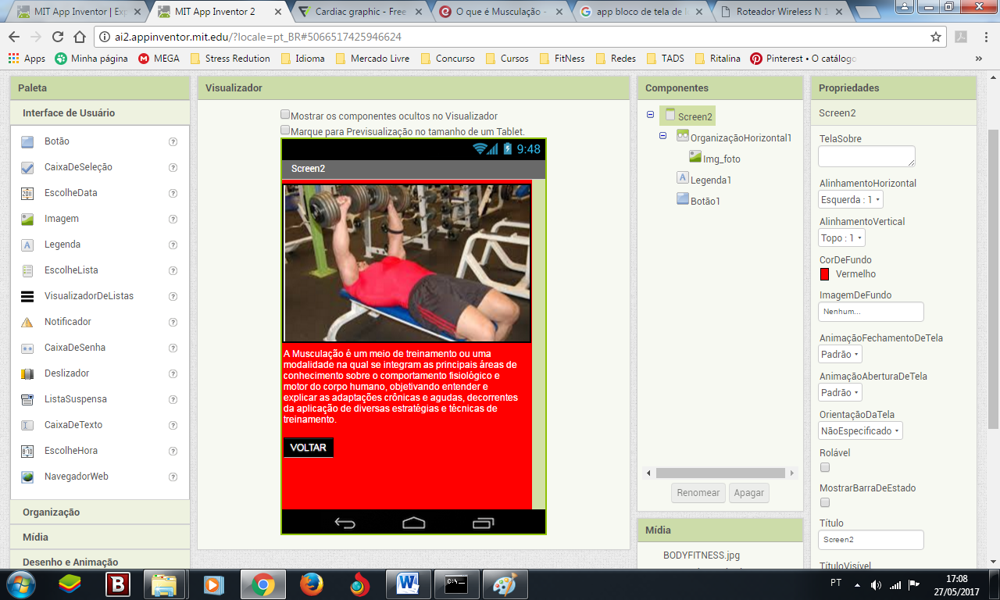 MIT App Inventor | Exp
MIT App Inventor 2
Cardiac graphic - Free
O que é Musculação -
app bloco de tela de l
Roteador Wireless N 1
ai2.appinventor.mit.edu/?locale=pt_BR#5066517425946624
Apps
Minha página
MEGA
Stress Redution
Idioma
Mercado Livre
Concurso
Cursos
FitNess
Redes
TADS
Ritalina
Pinterest • O catálogo
»
Paleta
Interface de Usuário
Botão
CaixaDeSeleção
EscolheData
Imagem
Legenda
EscolheLista
VisualizadorDeListas
Notificador
CaixaDeSenha
Deslizador
ListaSuspensa
CaixaDeTexto
EscolheHora
NavegadorWeb
Organização
Mídia
Desenho e Animação
Visualizador
Mostrar os componentes ocultos no Visualizador
Marque para Previsualização no tamanho de um Tablet.
9:48
Screen2
A Musculação é um meio de treinamento ou uma
modalidade na qual se integram as principais áreas de
conhecimento sobre o comportamento fisiológico e
motor do corpo humano, objetivando entender e
explicar as adaptações crônicas e agudas, decorrentes
da aplicação de diversas estratégias e técnicas de
treinamento.
VOLTAR
Componentes
Screen2
OrganizaçãoHorizontal1
Img_foto
Legenda1
Botão1
Renomear
Apagar
Mídia
BODYFITNESS.jpg
Propriedades
Screen2
TelaSobre
AlinhamentoHorizontal
Esquerda : 1
AlinhamentoVertical
Topo : 1
CorDeFundo
Vermelho
ImagemDeFundo
Nenhum...
AnimaçãoFechamentoDeTela
Padrão
AnimaçãoAberturaDeTela
Padrão
OrientaçãoDaTela
NãoEspecificado
Rolável
MostrarBarraDeEstado
Título
Screen2
TítuloVisível
PT
17:08
27/05/2017